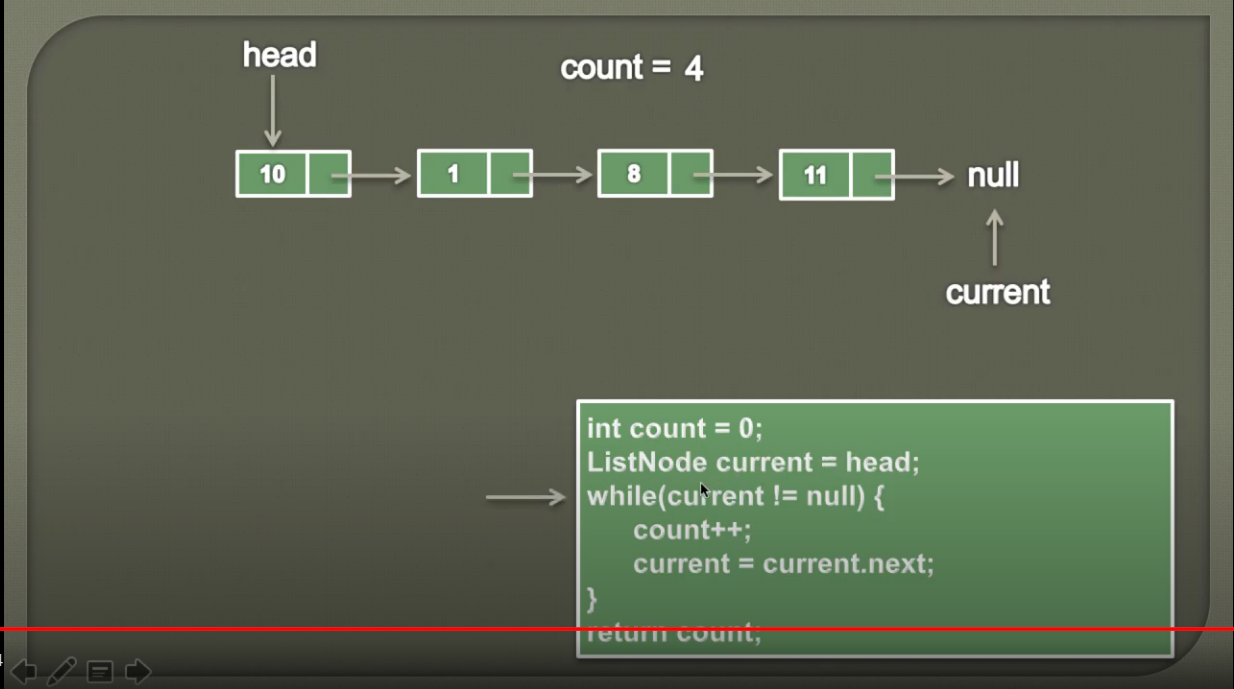 head
count = 4
10 1 8 11 null
current
int count = 0;
ListNode current = head;
while(current != null) {
count++;
current = current.next;
}
return count;